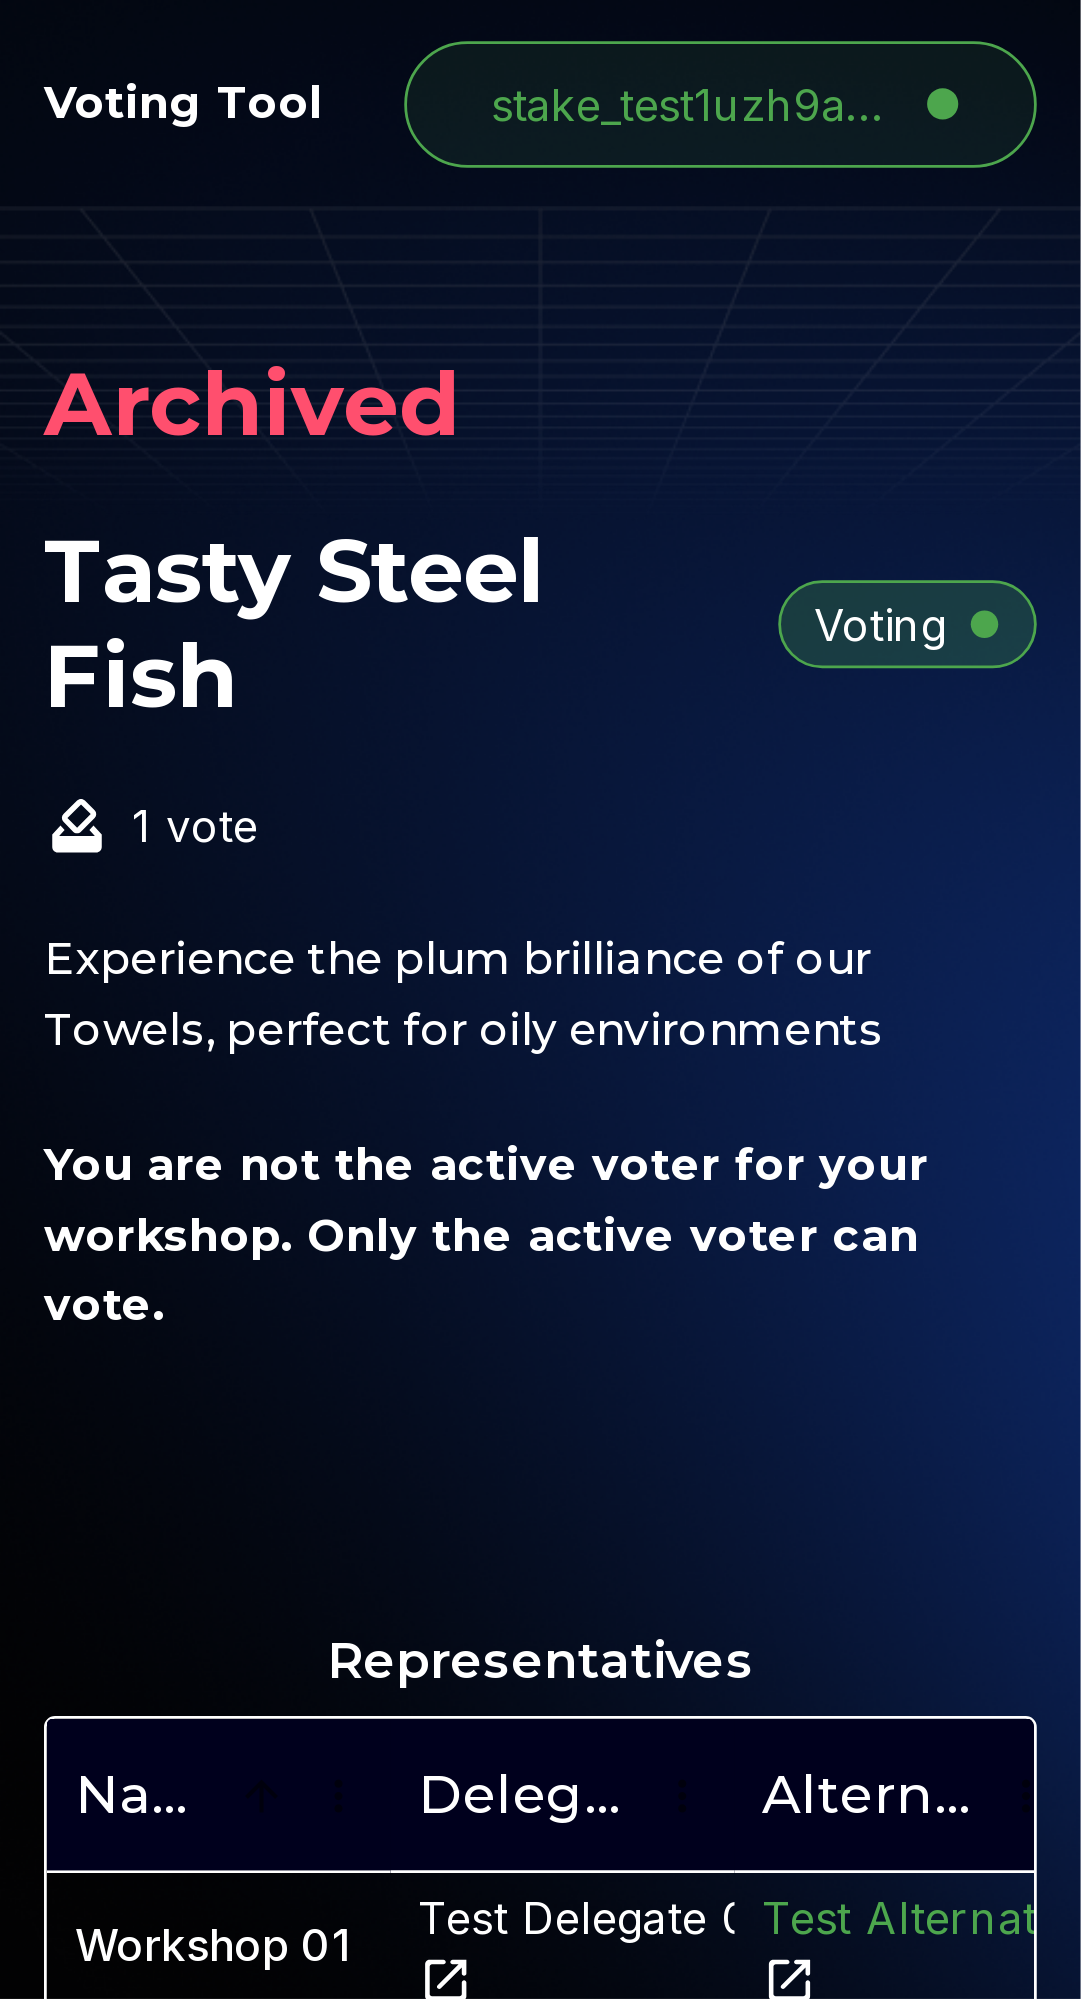 Voting Tool
stake_test1uzh9a...
Archived
Tasty Steel
Fish
Voting
1 vote
Experience the plum brilliance of our
Towels, perfect for oily environments
You are not the active voter for your
workshop. Only the active voter can
vote.
Representatives
Na... Deleg... Altern...
Workshop 01 Test Delegate Test Alternat